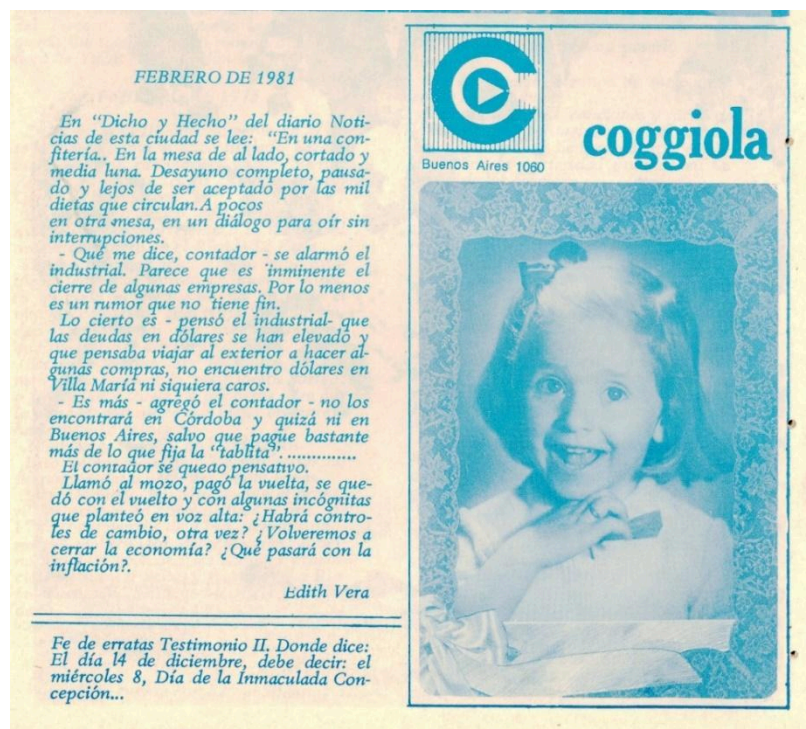 FEBRERO DE 1981
En “Dicho y Hecho” del diario Noti-
cias de esta ciudad se lee: “En una con-
fitería.. En la mesa de al lado, cortado y
media luna. Desayuno completo, pausa-
do y lejos de ser aceptado por las mil
dietas que circulan. A pocos
en otra mesa, en un diálogo para oír sin
interrupciones.
- Qué me dice, contador - se alarmó el
industrial. Parece que es inminente el
cierre de algunas empresas. Por lo menos
es un rumor que no tiene fin.
Lo cierto es - pensó el industrial- que
las deudas en dólares se han elevado y
que pensaba viajar al exterior a hacer al-
gunas compras, no encuentro dólares en
Villa María ni siquiera caros.
- Es más - agregó el contador - no los
encontrará en Córdoba y quizá ni en
Buenos Aires, salvo que pague bastante
más de lo que fija la “tablita”. ...............
El contador se quedo pensativo.
Llamó al mozo, pagó la vuelta, se que-
dó con el vuelto y con algunas incógnitas
que planteó en voz alta: ¿Habrá contro-
les de cambio, otra vez? ¿Volveremos a
cerrar la economía? ¿Qué pasará con la
inflación?.
Edith Vera
Fe de erratas Testimonio II. Donde dice:
El día 14 de diciembre, debe decir: el
miércoles 8, Día de la Inmaculada Con-
cepción...
Buenos Aires 1060
coggiola